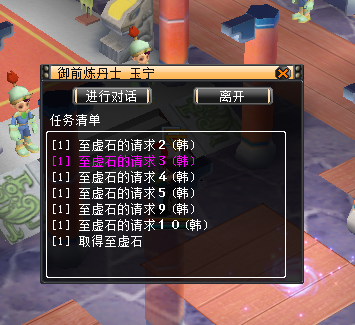 御前炼丹士 玉宁
进行对话 离开
任务清单
[1] 至虚石的请求2(韩)
[1] 至虚石的请求3(韩)
[1] 至虚石的请求4(韩)
[1] 至虚石的请求5(韩)
[1] 至虚石的请求9(韩)
[1] 至虚石的请求10(韩)
[1] 取得至虚石